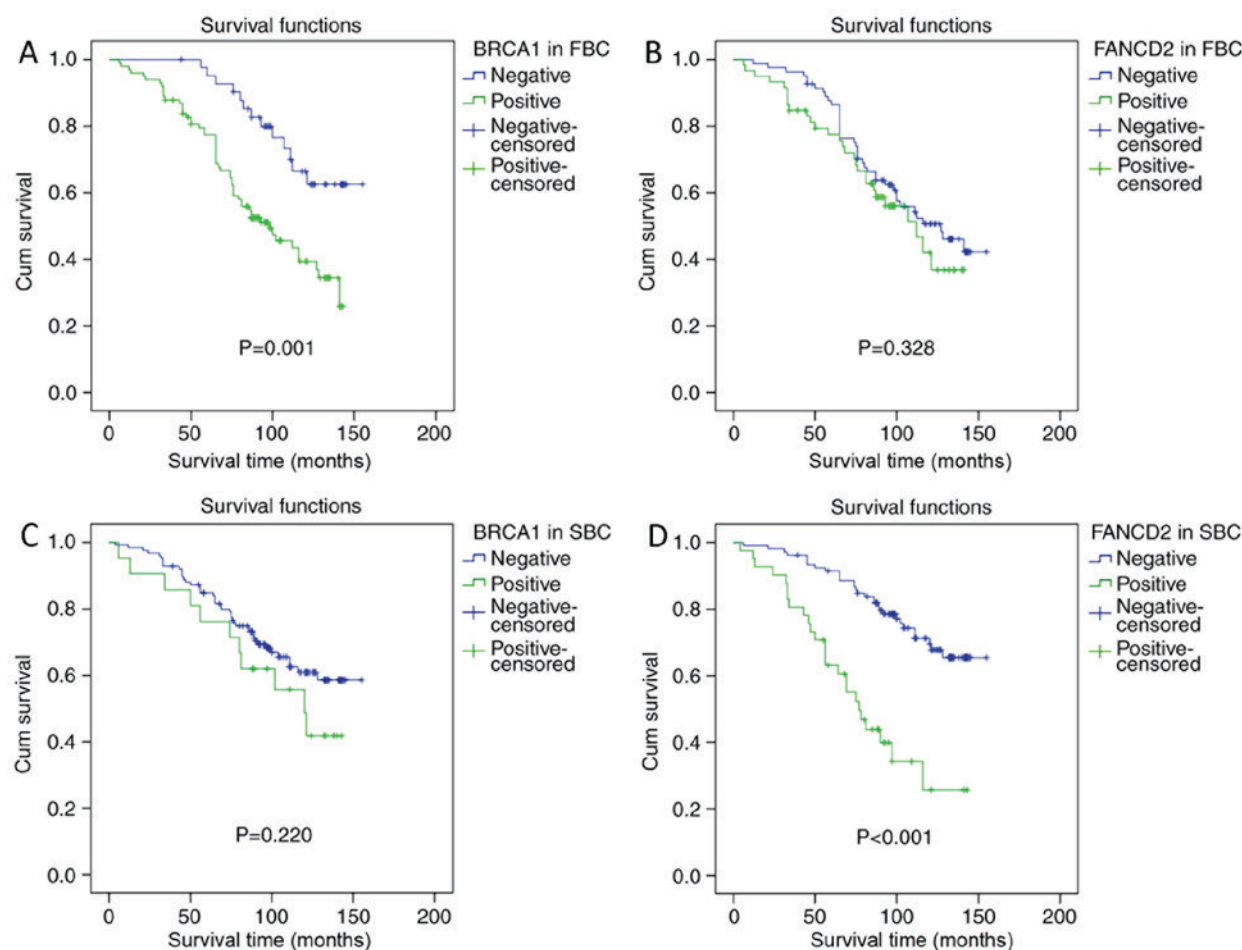 A
Survival functions
BRCA1 in FBC
Negative
Positive
Negative-
censored
Positive-
censored
1.0
0.8
0.6
0.4
0.2
0.0
Cum survival
P=0.001
0 50 100 150 200
Survival time (months)
B
Survival functions
FANCD2 in FBC
Negative
Positive
Negative-
censored
Positive-
censored
1.0
0.8
0.6
0.4
0.2
0.0
Cum survival
P=0.328
0 50 100 150 200
Survival time (months)
C
Survival functions
BRCA1 in SBC
Negative
Positive
Negative-
censored
Positive-
censored
1.0
0.8
0.6
0.4
0.2
0.0
Cum survival
P=0.220
0 50 100 150 200
Survival time (months)
D
Survival functions
FANCD2 in SBC
Negative
Positive
Negative-
censored
Positive-
censored
1.0
0.8
0.6
0.4
0.2
0.0
Cum survival
P<0.001
0 50 100 150 200
Survival time (months)